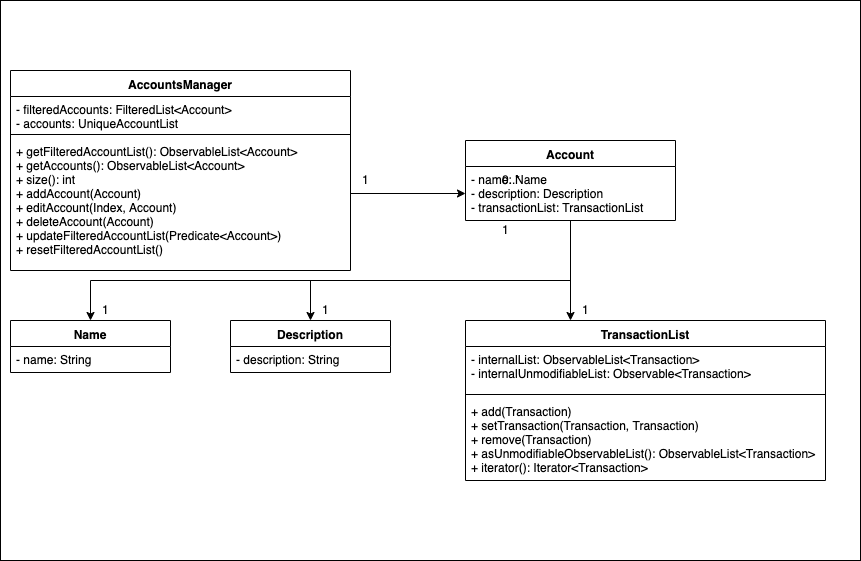 AccountsManager
- filteredAccounts: FilteredList<Account>
- accounts: UniqueAccountList
+ getFilteredAccountList(): ObservableList<Account>
+ getAccounts(): ObservableList<Account>
+ size(): int
+ addAccount(Account)
+ editAccount(Index, Account)
+ deleteAccount(Account)
+ updateFilteredAccountList(Predicate<Account>)
+ resetFilteredAccountList()
1
Account
- name: Name
0..
- description: Description
- transactionList: TransactionList
1
1
Name
- name: String
1
Description
- description: String
1
TransactionList
- internalList: ObservableList<Transaction>
- internalUnmodifiableList: Observable<Transaction>
+ add(Transaction)
+ setTransaction(Transaction, Transaction)
+ remove(Transaction)
+ asUnmodifiableObservableList(): ObservableList<Transaction>
+ iterator(): Iterator<Transaction>